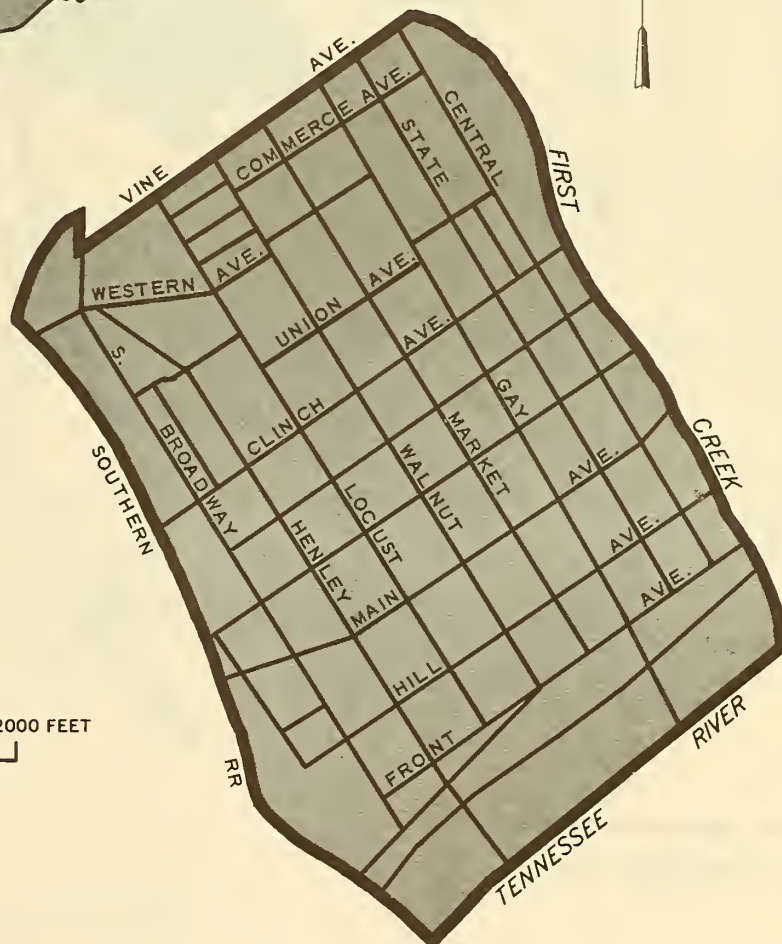 VINE AVE.
COMMERCE AVE.
CENTRAL
STATE
FIRST CREEK
WESTERN AVE.
UNION AVE.
S. BROADWAY
CLINCH AVE.
GAY
MARKET
WALNUT
LOCUST
HENLEY
SOUTHERN RR
MAIN AVE.
HILL AVE.
FRONT AVE.
2000 FEET
TENNESSEE RIVER